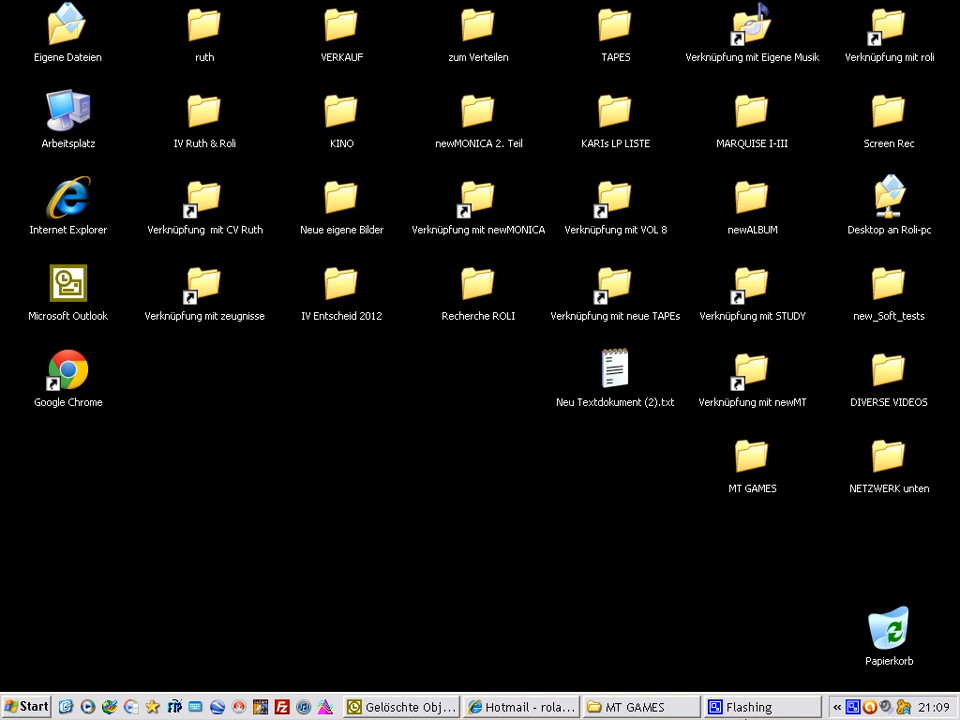 Eigene Dateien
ruth
VERKAUF
zum Verteilen
TAPES
Verknüpfung mit Eigene Musik
Verknüpfung mit roli
Arbeitsplatz
IV Ruth & Roli
KINO
newMONICA 2. Teil
KARIs LP LISTE
MARQUISE I-III
Screen Rec
Internet Explorer
Verknüpfung  mit CV Ruth
Neue eigene Bilder
Verknüpfung mit newMONICA
Verknüpfung mit VOL 8
newALBUM
Desktop an Roli-pc
Microsoft Outlook
Verknüpfung mit zeugnisse
IV Entscheid 2012
Recherche ROLI
Verknüpfung mit neue TAPEs
Verknüpfung mit STUDY
new_Soft_tests
Google Chrome
Neu Textdokument (2).txt
Verknüpfung mit newMT
DIVERSE VIDEOS
MT GAMES
NETZWERK unten
Papierkorb
Start
Gelöschte Obj...
Hotmail - rola...
MT GAMES
Flashing
21:09